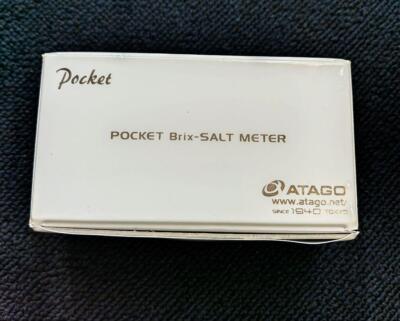 Pocket
POCKET Brix-SALT METER
ATAGO
www.atago.net/
SINCE 1940 TOKYO